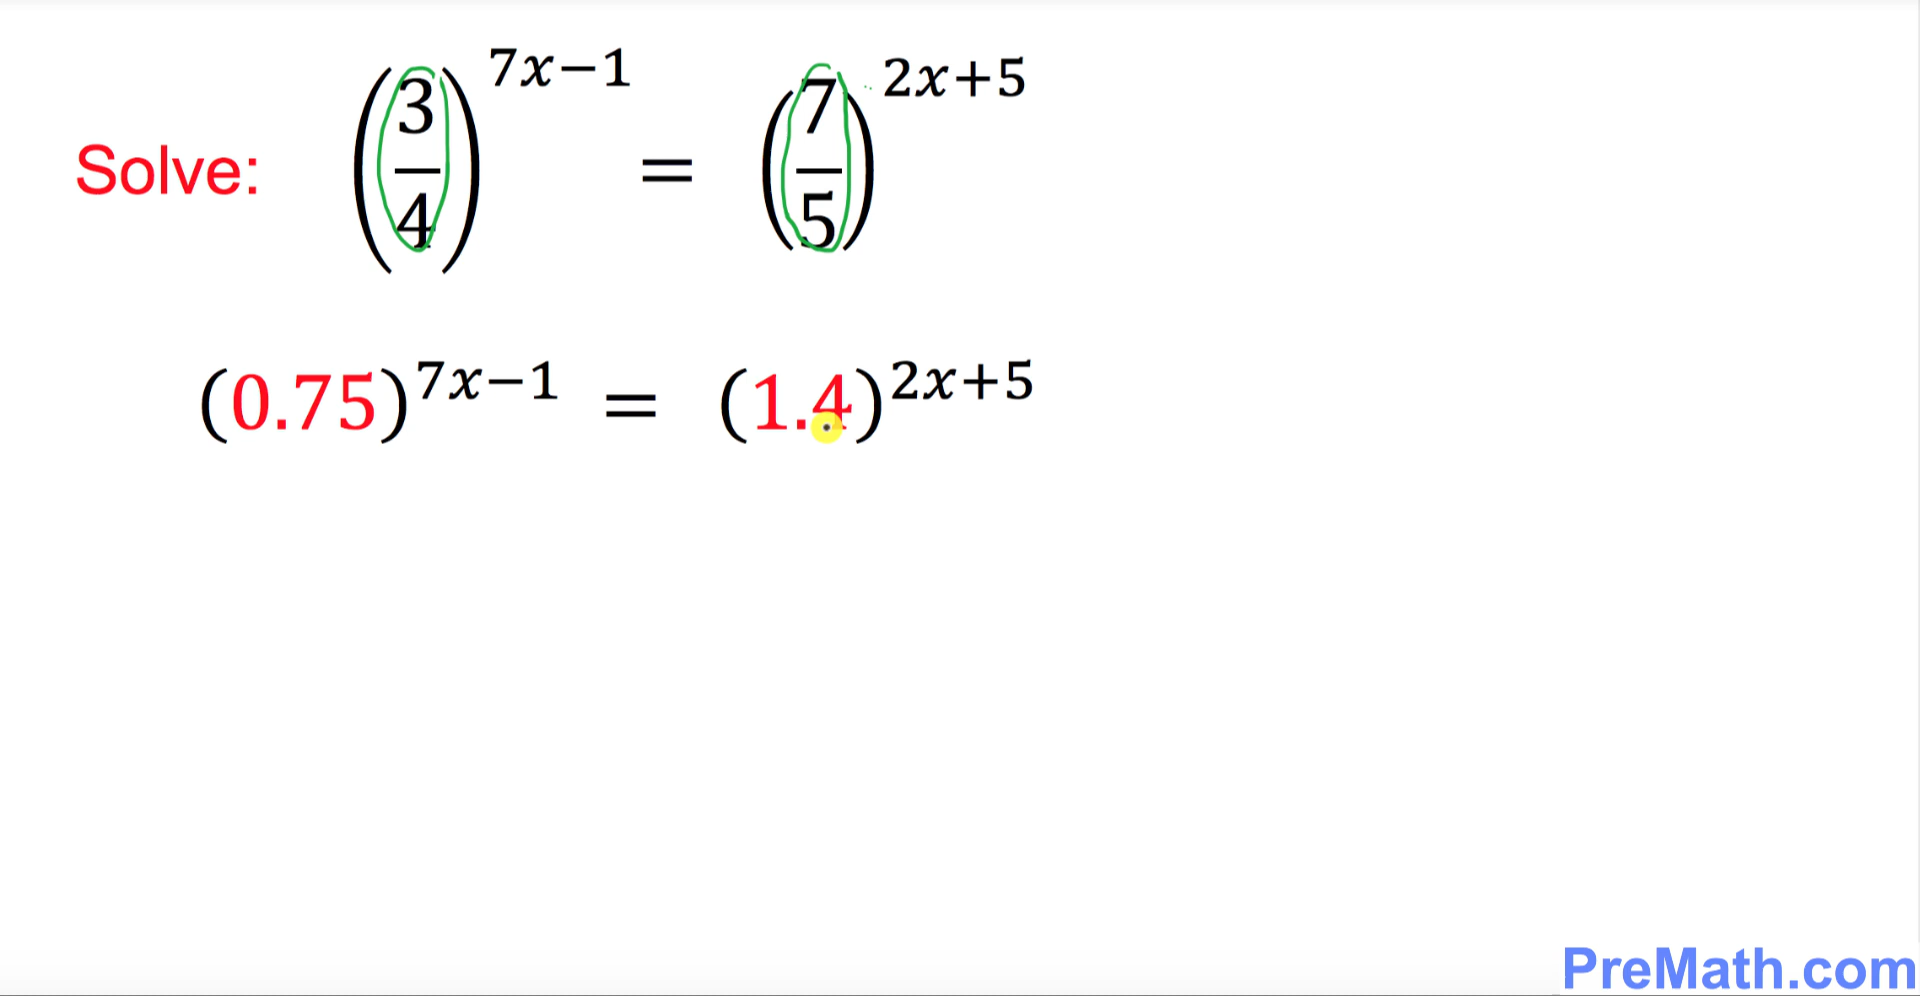 Solve: (3/4)^(7x−1) = (7/5)^(2x+5)
(0.75)^(7x−1) = (1.4)^(2x+5)
PreMath.com